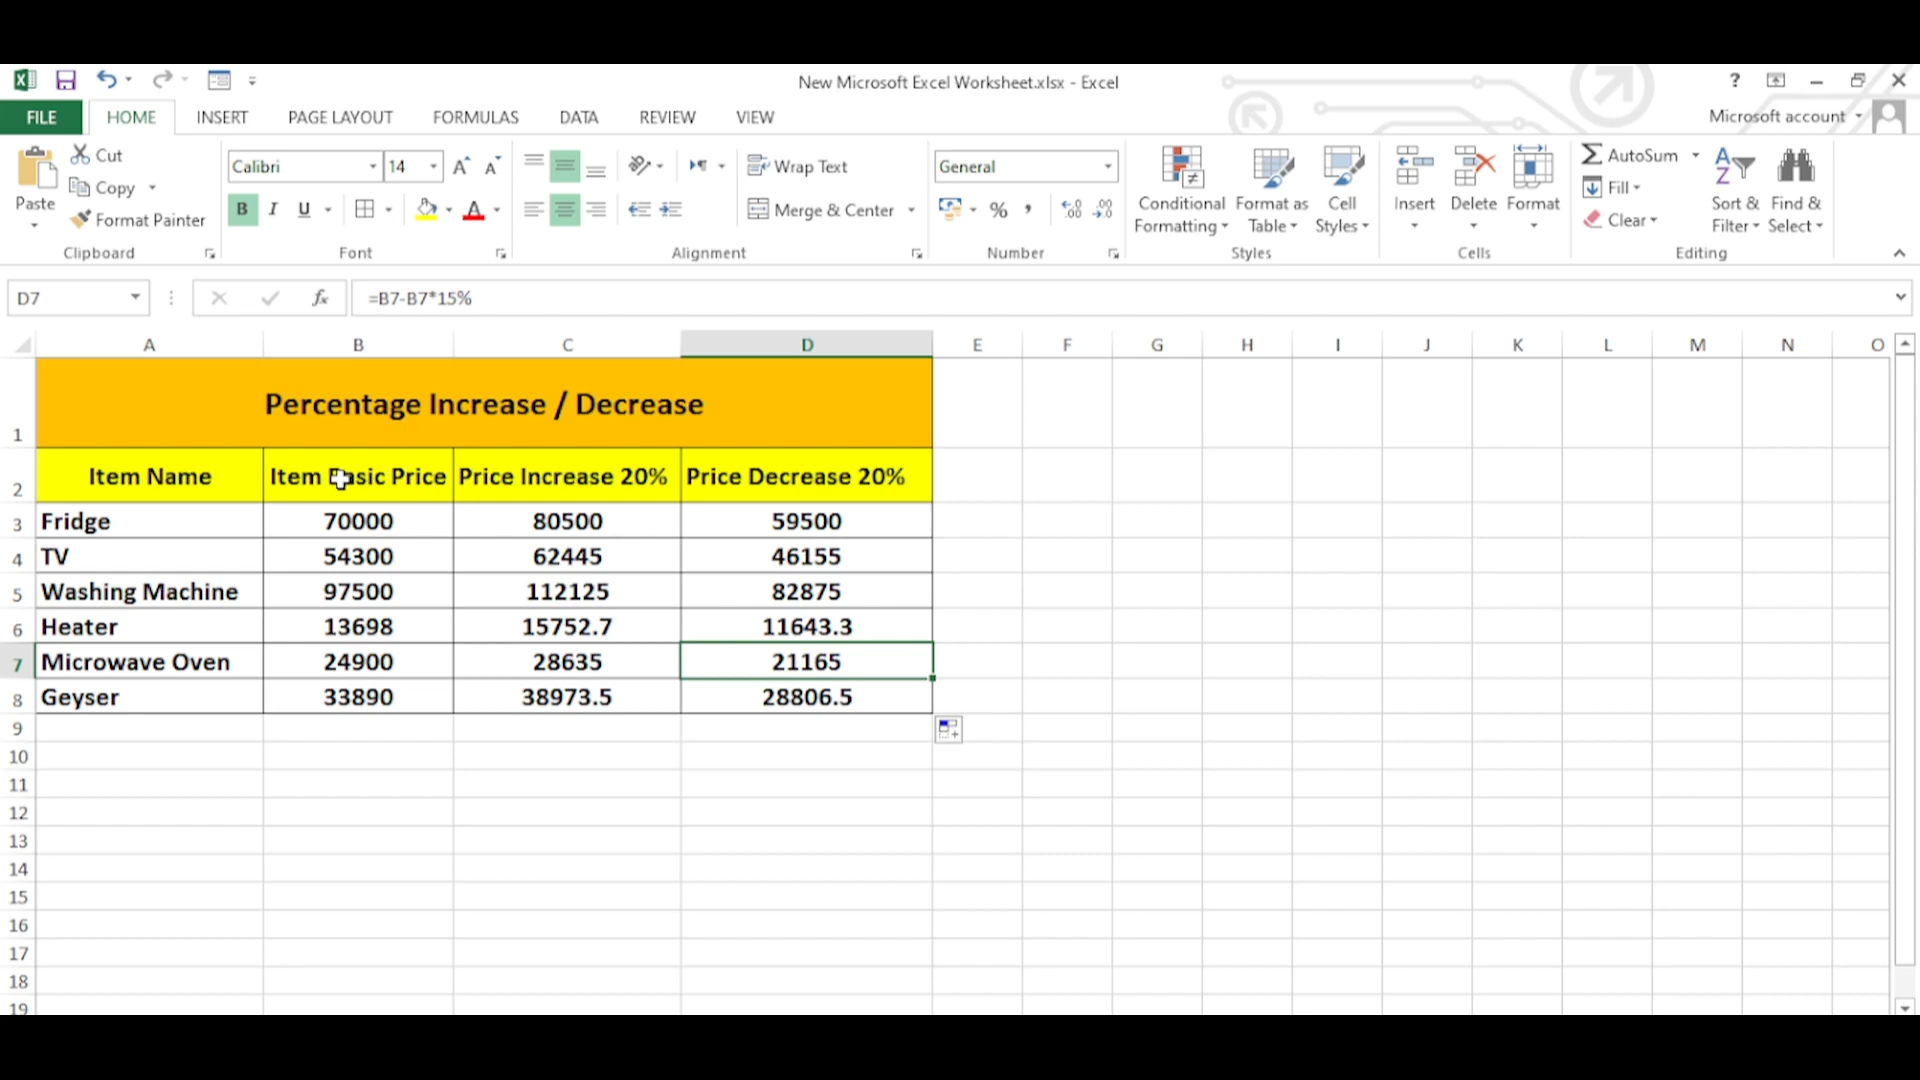 New Microsoft Excel Worksheet.xlsx - Excel
?
FILE HOME INSERT PAGE LAYOUT FORMULAS DATA REVIEW VIEW Microsoft account
Paste
Cut
Copy
Format Painter
Clipboard
Calibri 14
B I U
Font
Wrap Text
Merge & Center
Alignment
General
% ,
Number
Conditional Formatting
Format as Table
Cell Styles
Styles
Insert Delete Format
Cells
AutoSum
Fill
Clear
Sort & Filter
Find & Select
Editing
D7 fx =B7-B7*15%
A B C D E F G H I J K L M N O
1 Percentage Increase / Decrease
2 Item Name Item Basic Price Price Increase 20% Price Decrease 20%
3 Fridge 70000 80500 59500
4 TV 54300 62445 46155
5 Washing Machine 97500 112125 82875
6 Heater 13698 15752.7 11643.3
7 Microwave Oven 24900 28635 21165
8 Geyser 33890 38973.5 28806.5
9
10
11
12
13
14
15
16
17
18
19